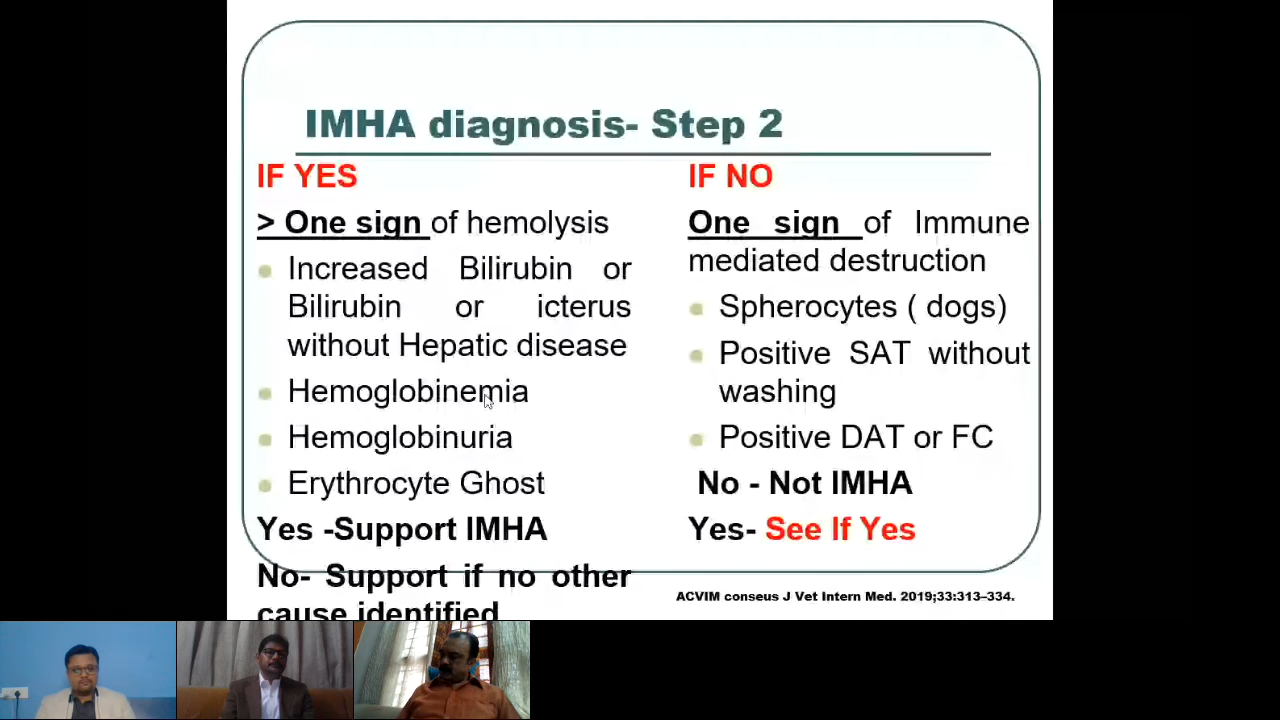 IMHA diagnosis- Step 2
IF YES
> One sign of hemolysis
Increased Bilirubin or
Bilirubin or icterus
without Hepatic disease
Hemoglobinemia
Hemoglobinuria
Erythrocyte Ghost
Yes -Support IMHA
No- Support if no other
cause identified
IF NO
One sign of Immune
mediated destruction
Spherocytes ( dogs)
Positive SAT without
washing
Positive DAT or FC
No - Not IMHA
Yes- See If Yes
ACVIM conseus J Vet Intern Med. 2019;33:313–334.